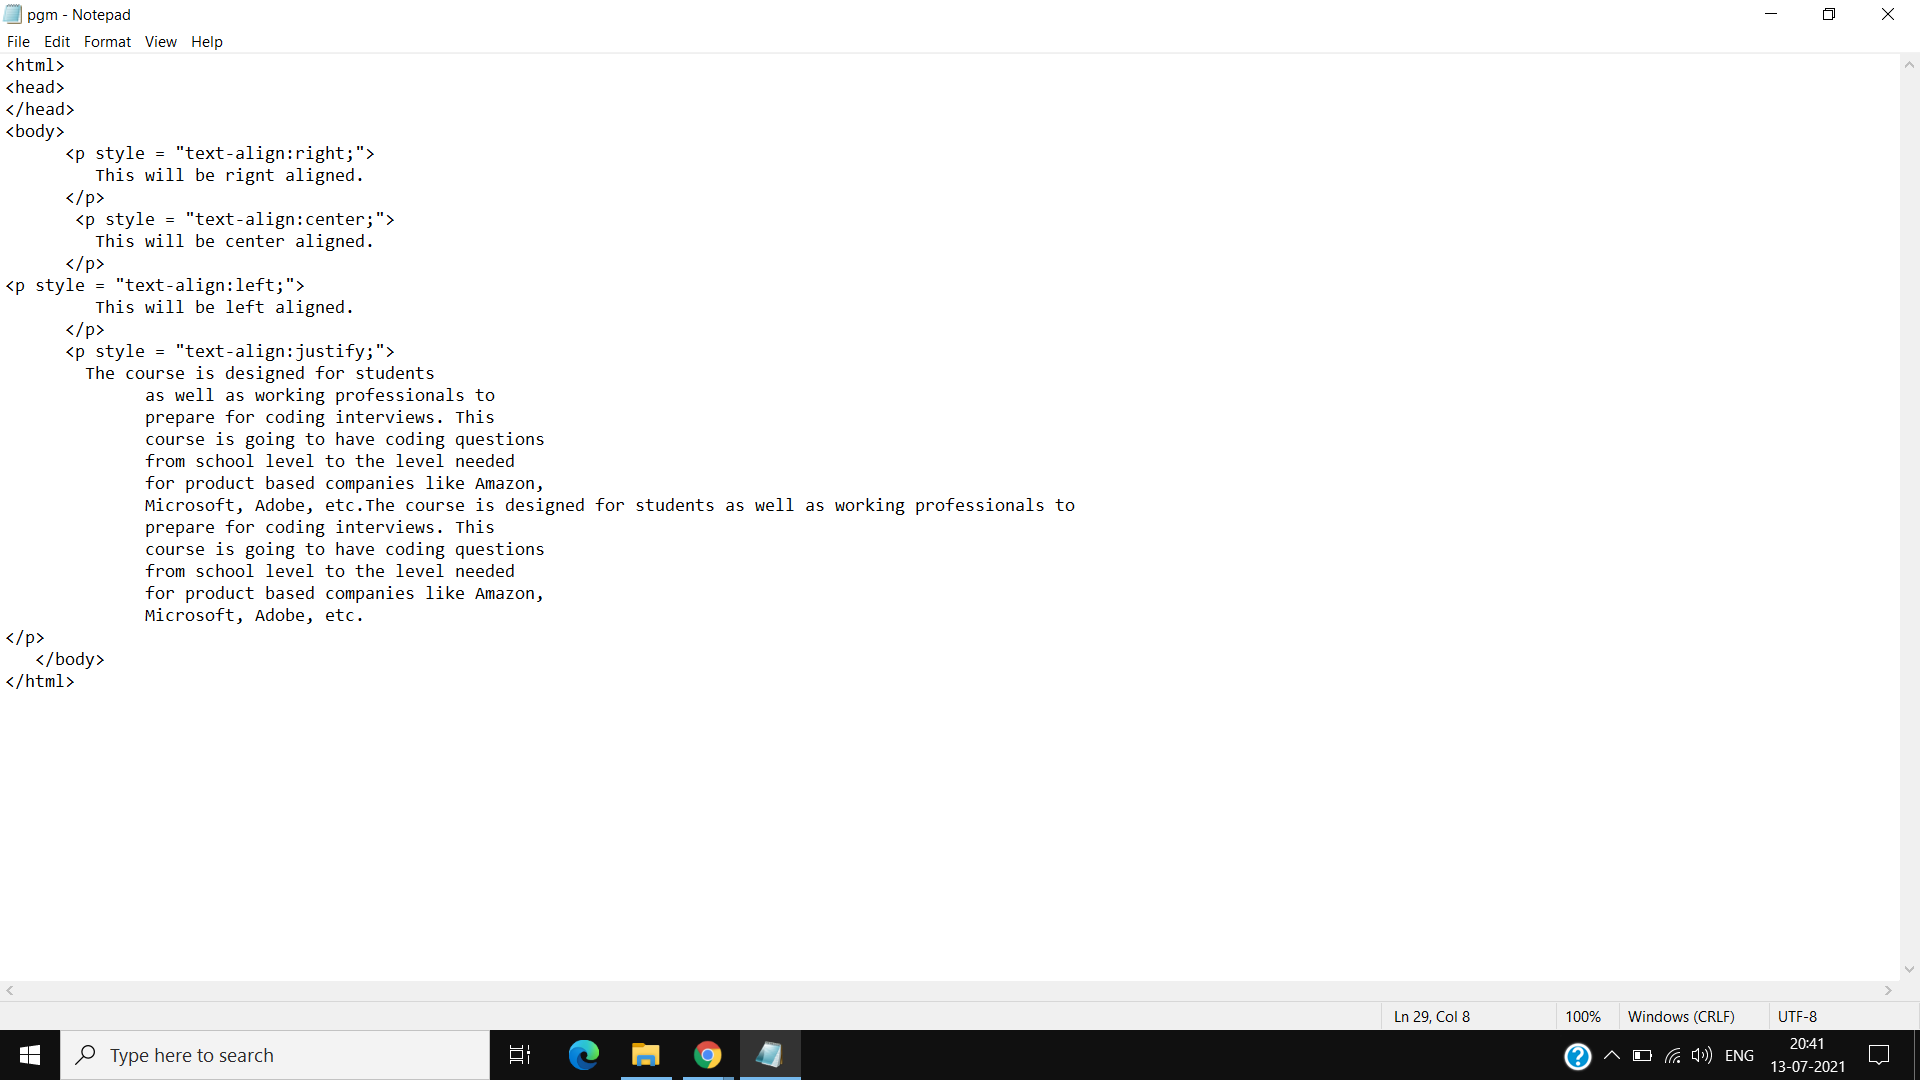 pgm - Notepad
File Edit Format View Help
<html>
<head>
</head>
<body>
      <p style = "text-align:right;">
         This will be rignt aligned.
      </p>
       <p style = "text-align:center;">
         This will be center aligned.
      </p>
<p style = "text-align:left;">
         This will be left aligned.
      </p>
      <p style = "text-align:justify;">
        The course is designed for students
              as well as working professionals to
              prepare for coding interviews. This
              course is going to have coding questions
              from school level to the level needed
              for product based companies like Amazon,
              Microsoft, Adobe, etc.The course is designed for students as well as working professionals to
              prepare for coding interviews. This
              course is going to have coding questions
              from school level to the level needed
              for product based companies like Amazon,
              Microsoft, Adobe, etc.
</p>
   </body>
</html>
Ln 29, Col 8 100% Windows (CRLF) UTF-8
Type here to search
ENG
20:41
13-07-2021